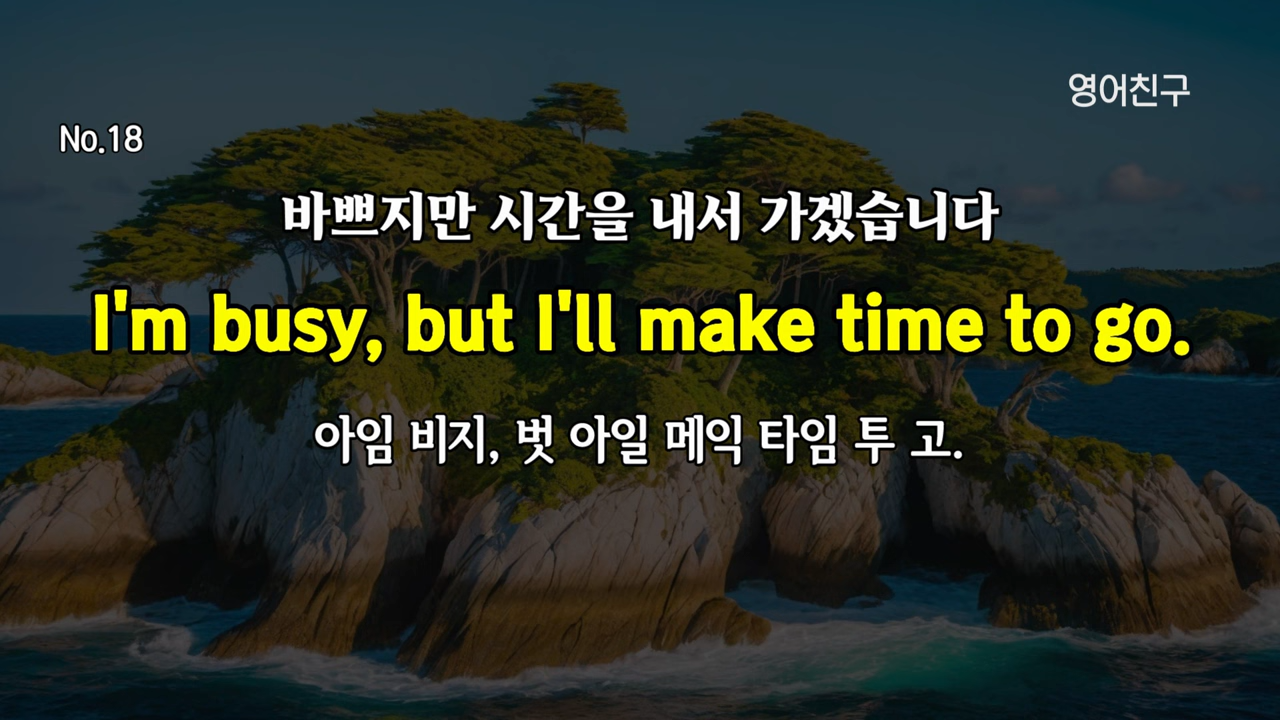 영어친구
No.18
바쁘지만 시간을 내서 가겠습니다
I'm busy, but I'll make time to go.
아임 비지, 벗 아일 메익 타임 투 고.